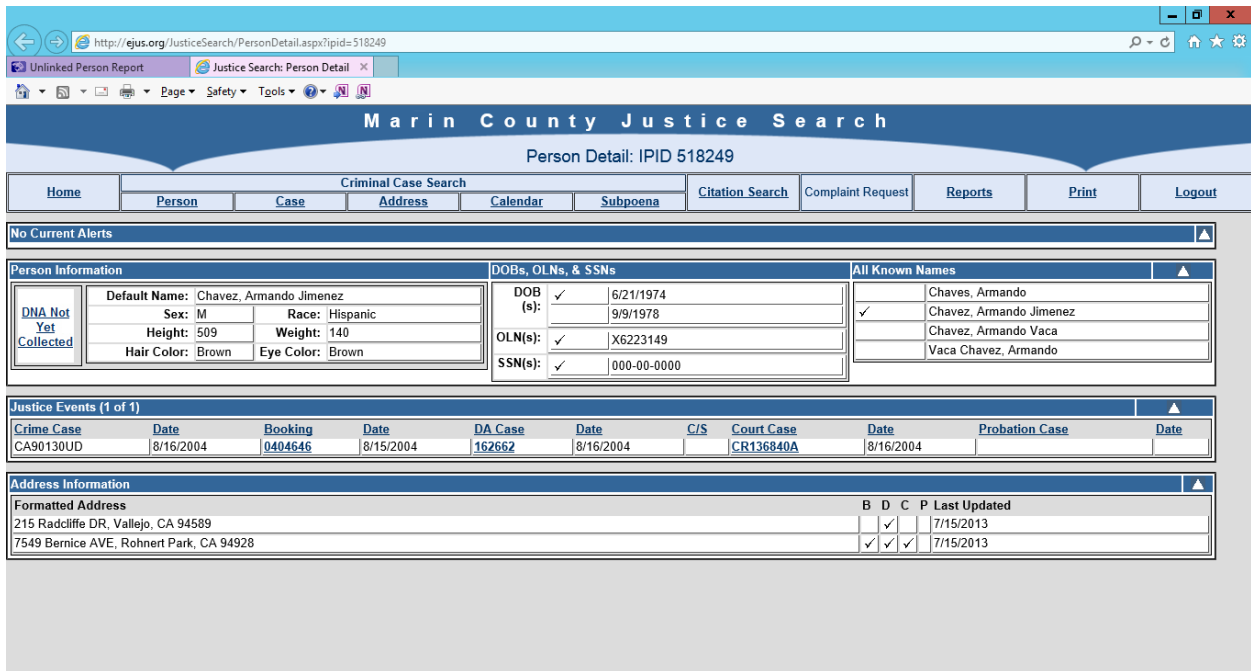 http://ejus.org/JusticeSearch/PersonDetail.aspx?ipid=518249
Unlinked Person Report
Justice Search: Person Detail
Page Safety Tools
Marin County Justice Search
Person Detail: IPID 518249
Home Criminal Case Search Citation Search Complaint Request Reports Print Logout
Person Case Address Calendar Subpoena
No Current Alerts
Person Information DOBs, OLNs, & SSNs All Known Names
DNA Not Yet Collected
Default Name: Chavez, Armando Jimenez
Sex: M Race: Hispanic
Height: 509 Weight: 140
Hair Color: Brown Eye Color: Brown
DOB (s): ✓ 6/21/1974
9/9/1978
OLN(s): ✓ X6223149
SSN(s): ✓ 000-00-0000
Chaves, Armando
✓ Chavez, Armando Jimenez
Chavez, Armando Vaca
Vaca Chavez, Armando
Justice Events (1 of 1)
Crime Case Date Booking Date DA Case Date C/S Court Case Date Probation Case Date
CA90130UD 8/16/2004 0404646 8/15/2004 162662 8/16/2004 CR136840A 8/16/2004
Address Information
Formatted Address B D C P Last Updated
215 Radcliffe DR, Vallejo, CA 94589 ✓ 7/15/2013
7549 Bernice AVE, Rohnert Park, CA 94928 ✓ ✓ ✓ 7/15/2013